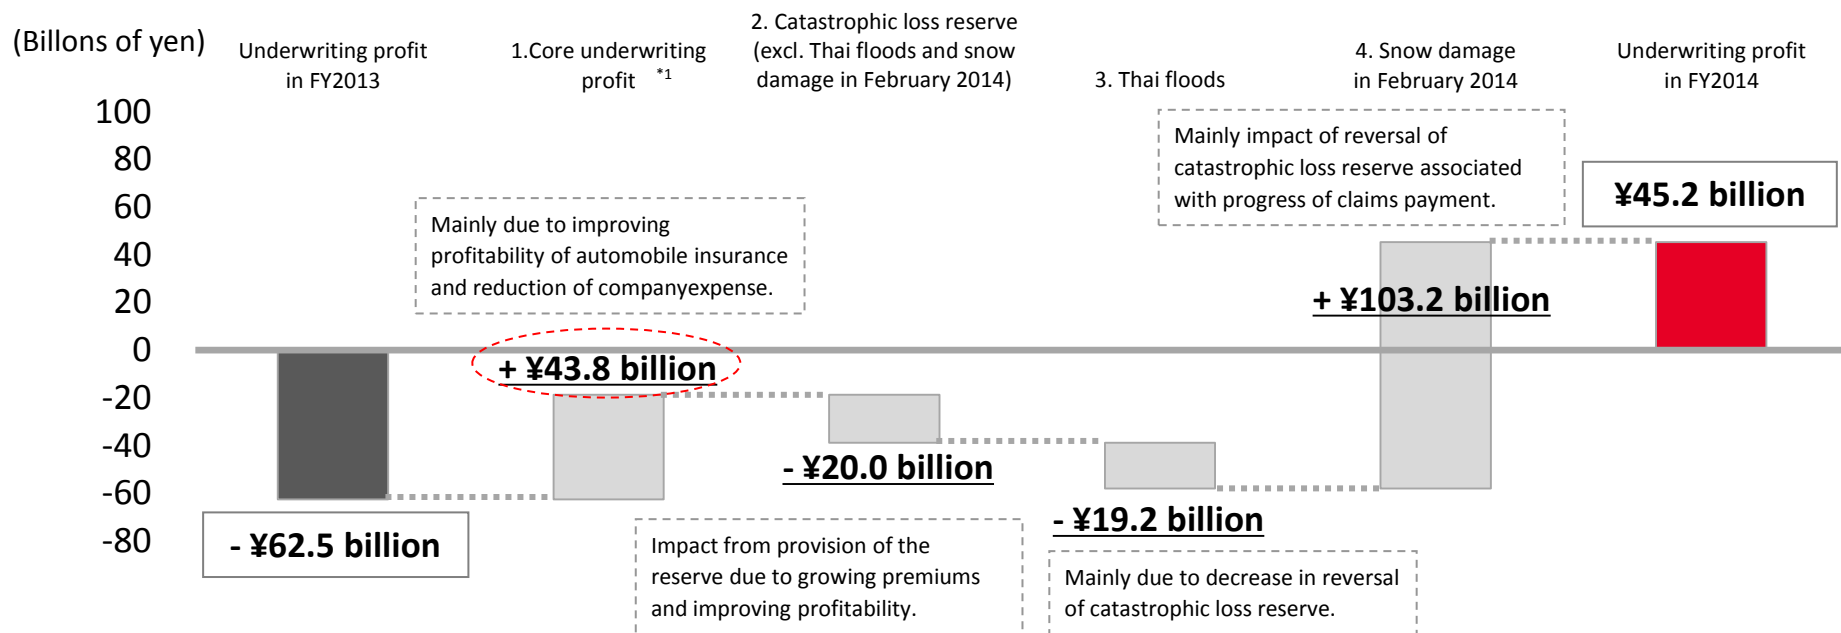 (Billons of yen)
Underwriting profit
in FY2013
1.Core underwriting
profit *1
2. Catastrophic loss reserve
(excl. Thai floods and snow
damage in February 2014)
3. Thai floods
4. Snow damage
in February 2014
Underwriting profit
in FY2014
100
80
60
40
20
0
-20
-40
-60
-80
Mainly impact of reversal of
catastrophic loss reserve associated
with progress of claims payment.
¥45.2 billion
Mainly due to improving
profitability of automobile insurance
and reduction of companyexpense.
+ ¥103.2 billion
+ ¥43.8 billion
- ¥20.0 billion
- ¥19.2 billion
- ¥62.5 billion
Impact from provision of the
reserve due to growing premiums
and improving profitability.
Mainly due to decrease in reversal
of catastrophic loss reserve.